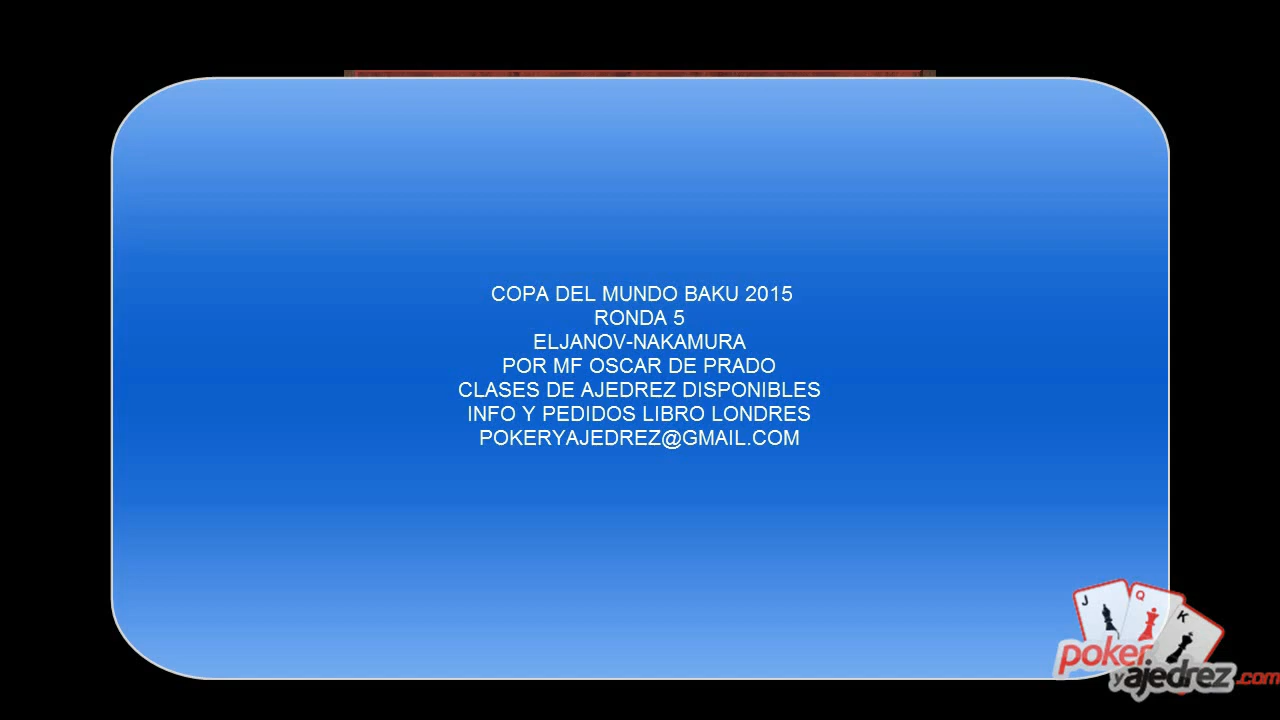 COPA DEL MUNDO BAKU 2015
RONDA 5
ELJANOV-NAKAMURA
POR MF OSCAR DE PRADO
CLASES DE AJEDREZ DISPONIBLES
INFO Y PEDIDOS LIBRO LONDRES
POKERYAJEDREZ@GMAIL.COM
J Q K
poker
yajedrez.com